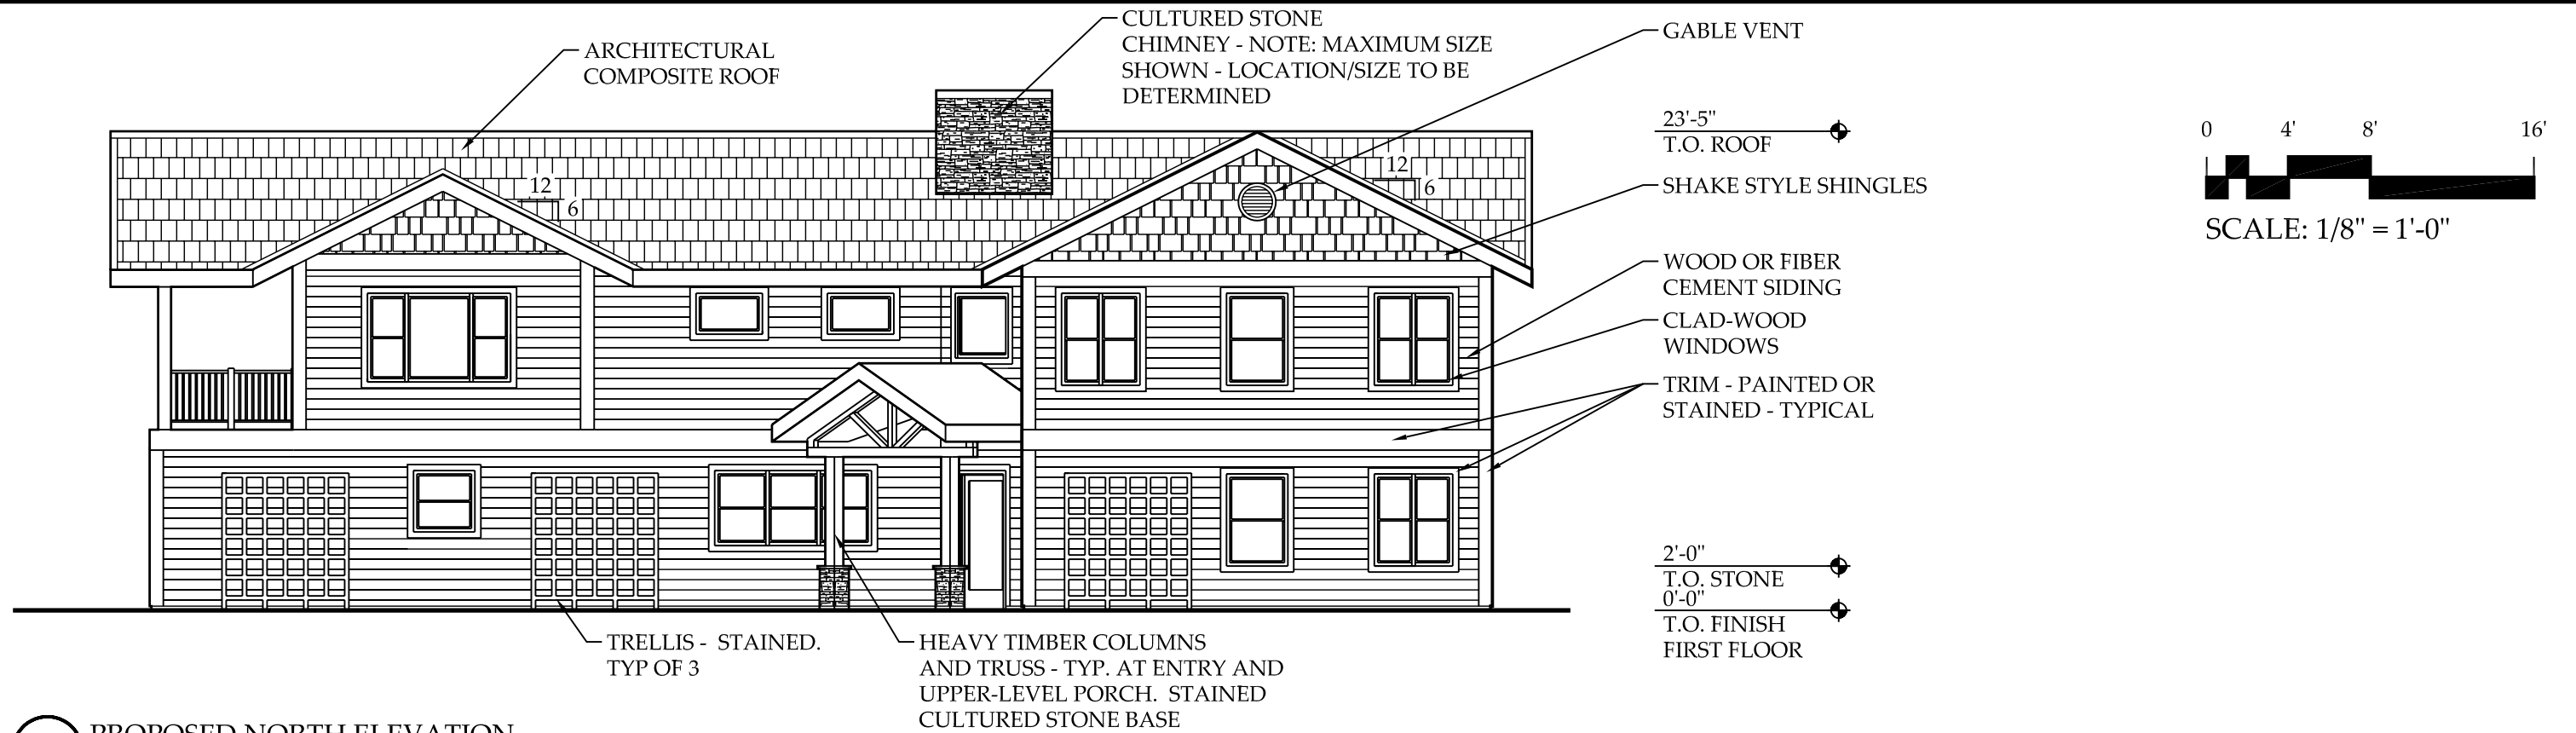 CULTURED STONE
CHIMNEY - NOTE: MAXIMUM SIZE
SHOWN - LOCATION/SIZE TO BE
DETERMINED
GABLE VENT
ARCHITECTURAL
COMPOSITE ROOF
23'-5"
T.O. ROOF
0 4' 8' 16'
SCALE: 1/8" = 1'-0"
12
6
12
6
SHAKE STYLE SHINGLES
WOOD OR FIBER
CEMENT SIDING
CLAD-WOOD
WINDOWS
TRIM - PAINTED OR
STAINED - TYPICAL
2'-0"
T.O. STONE
0'-0"
T.O. FINISH
FIRST FLOOR
TRELLIS - STAINED.
TYP OF 3
HEAVY TIMBER COLUMNS
AND TRUSS - TYP. AT ENTRY AND
UPPER-LEVEL PORCH. STAINED
CULTURED STONE BASE
PROPOSED NORTH ELEVATION